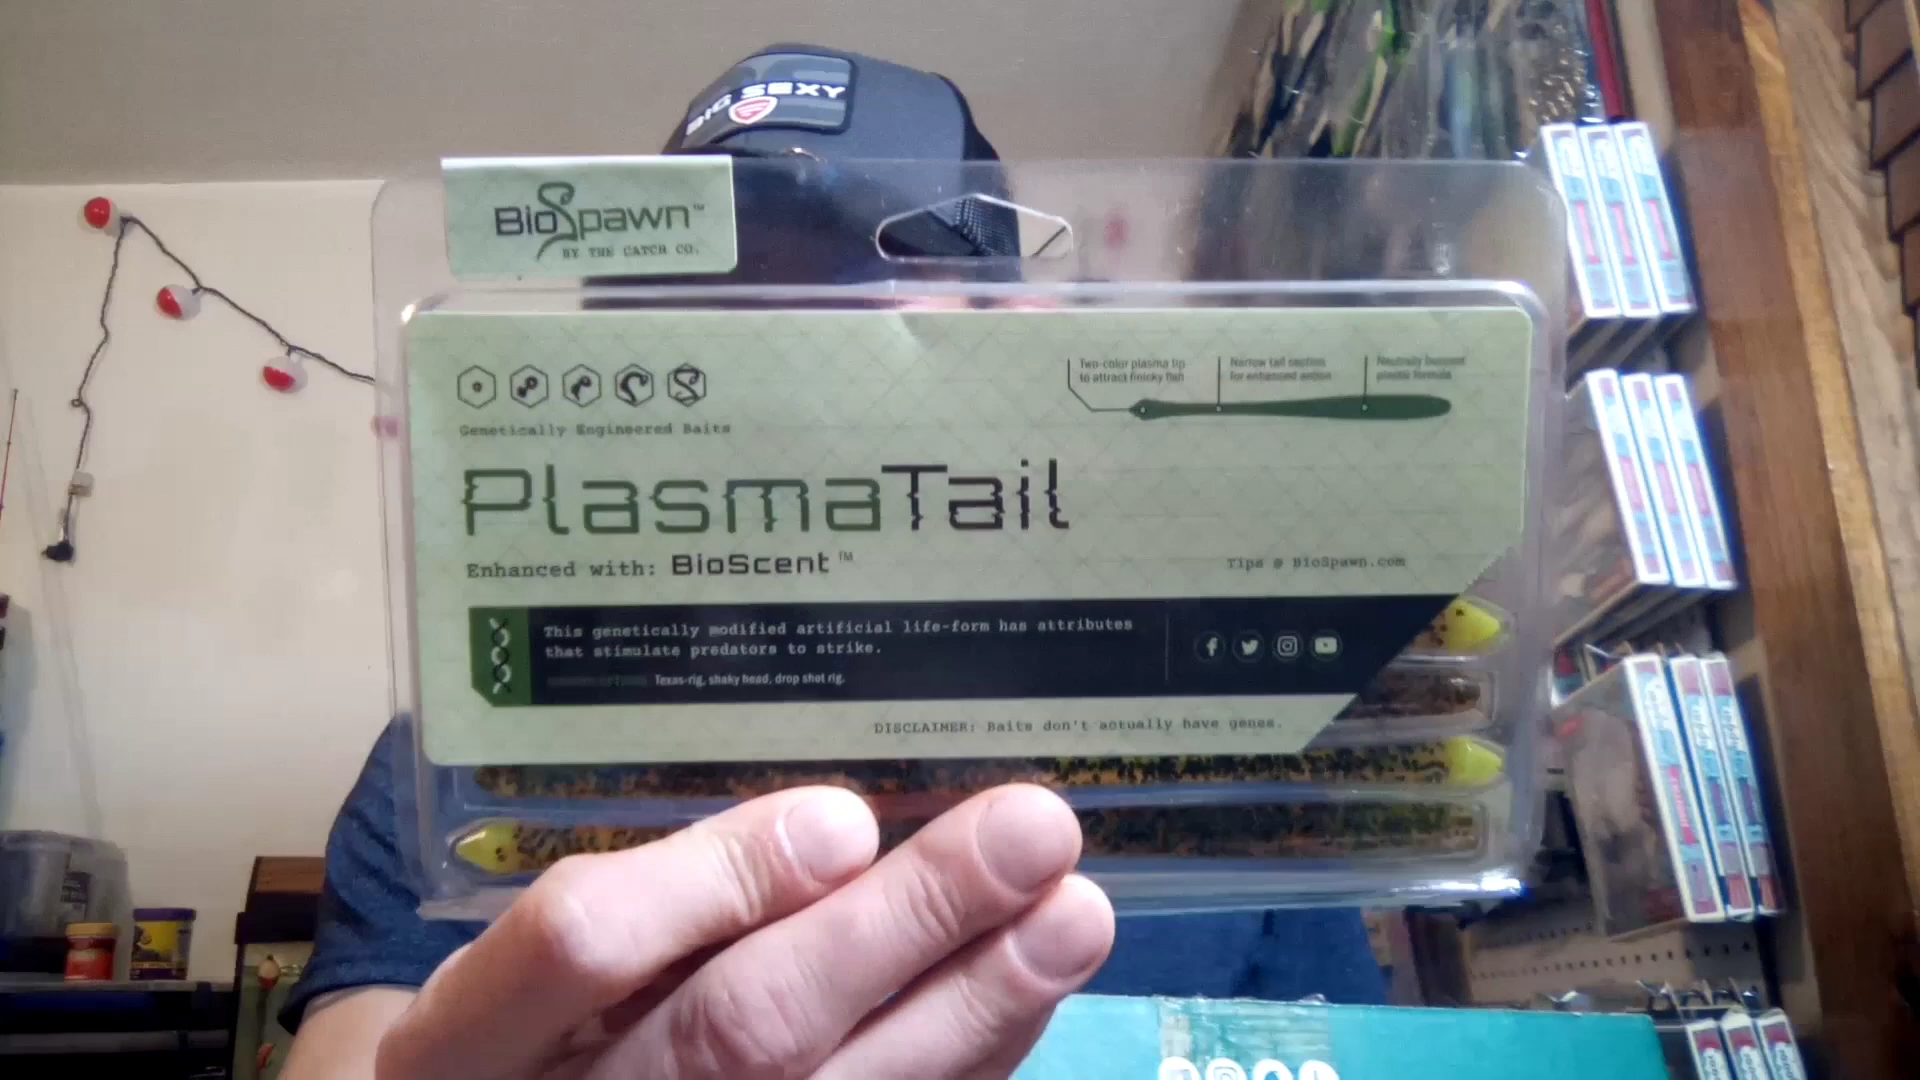 BIG SEXY
BioSpawn™
BY THE CATCH CO.
Two-color plasma tip
to attract finicky fish
Narrow tail section
for enhanced action
Neutrally buoyant
plastic formula
Genetically Engineered Baits
PlasmaTail
Enhanced with: BioScent™
Tips @ BioSpawn.com
This genetically modified artificial life-form has attributes
that stimulate predators to strike.
Texas-rig, shaky head, drop shot rig.
DISCLAIMER: Baits don't actually have genes.